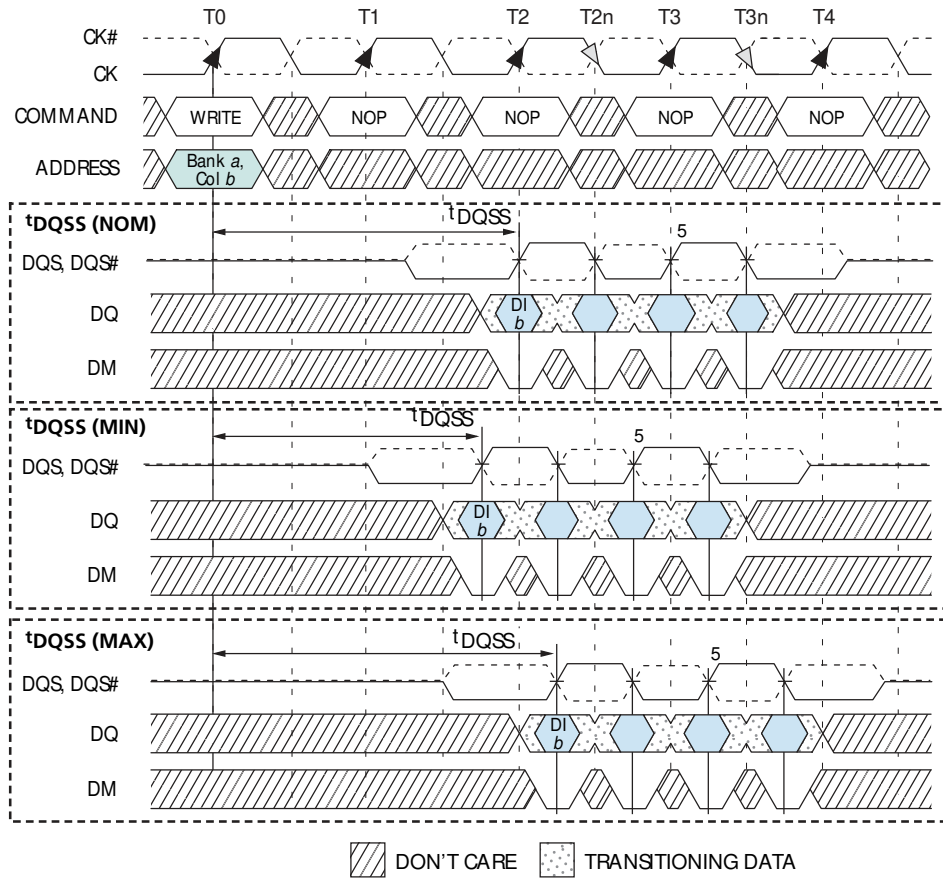 T0 T1 T2 T2n T3 T3n T4
CK#
CK
COMMAND WRITE NOP NOP NOP NOP
ADDRESS Bank a,
Col b
tDQSS (NOM) tDQSS 5
DQS, DQS#
DQ DI
b
DM
tDQSS (MIN) tDQSS 5
DQS, DQS#
DQ DI
b
DM
tDQSS (MAX) tDQSS 5
DQS, DQS#
DQ DI
b
DM
DON'T CARE TRANSITIONING DATA